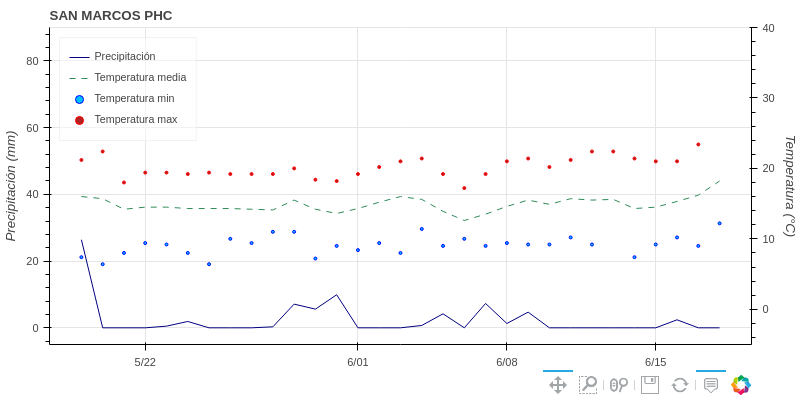 SAN MARCOS PHC
Precipitación
Temperatura media
Temperatura min
Temperatura max
Precipitación (mm)
80
60
40
20
0
Temperatura (°C)
40
30
20
10
0
5/22
6/01
6/08
6/15